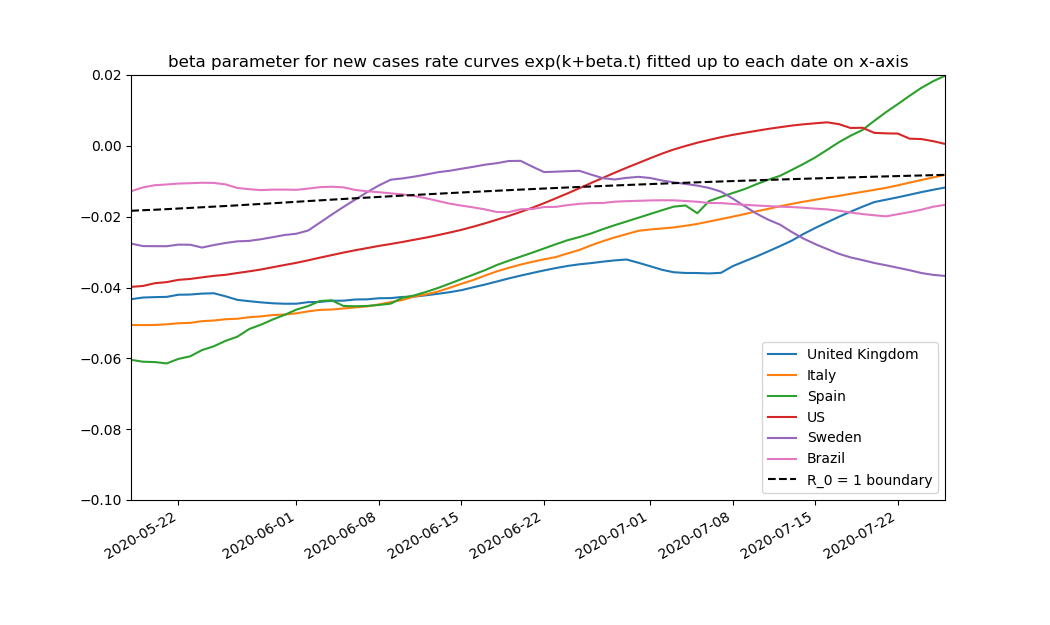 beta parameter for new cases rate curves exp(k+beta.t) fitted up to each date on x-axis
0.02
0.00
−0.02
−0.04
−0.06
−0.08
−0.10
United Kingdom
Italy
Spain
US
Sweden
Brazil
R_0 = 1 boundary
2020-05-22
2020-06-01
2020-06-08
2020-06-15
2020-06-22
2020-07-01
2020-07-08
2020-07-15
2020-07-22